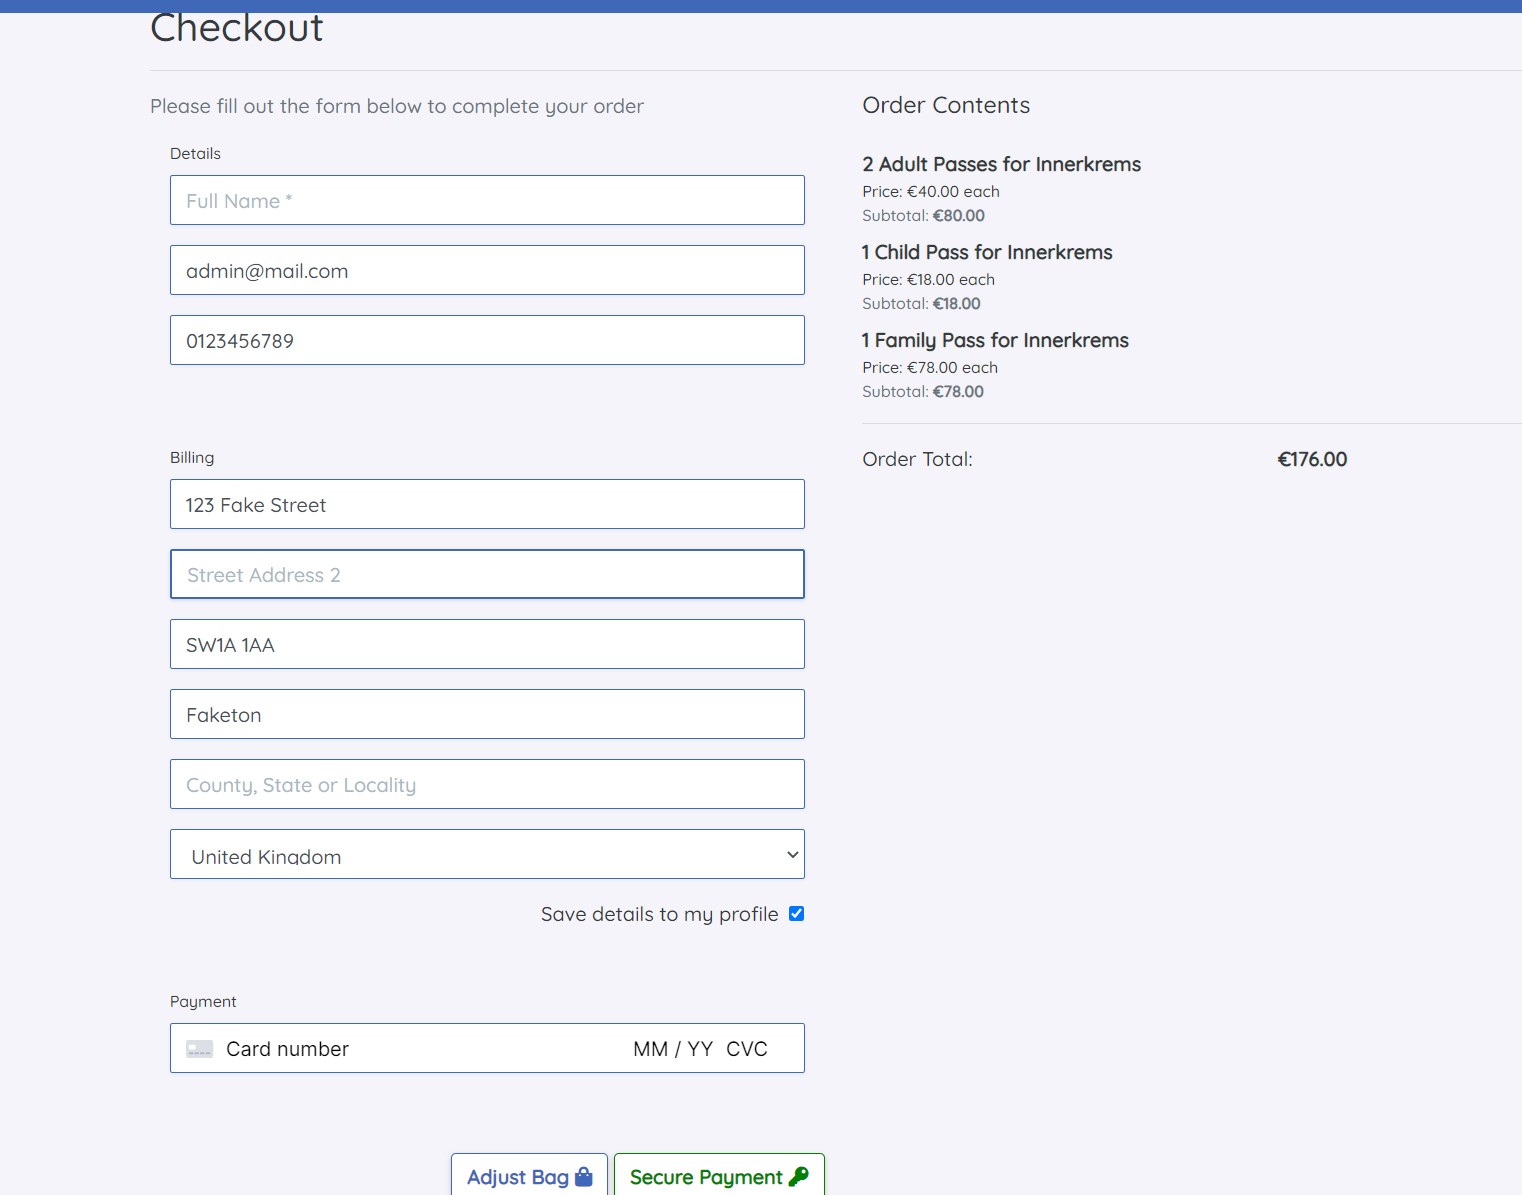 Checkout
Please fill out the form below to complete your order
Details
Full Name *
admin@mail.com
0123456789
Billing
123 Fake Street
Street Address 2
SW1A 1AA
Faketon
County, State or Locality
United Kingdom
Save details to my profile
Payment
Card number MM / YY CVC
Adjust Bag
Secure Payment
Order Contents
2 Adult Passes for Innerkrems
Price: €40.00 each
Subtotal: €80.00
1 Child Pass for Innerkrems
Price: €18.00 each
Subtotal: €18.00
1 Family Pass for Innerkrems
Price: €78.00 each
Subtotal: €78.00
Order Total: €176.00